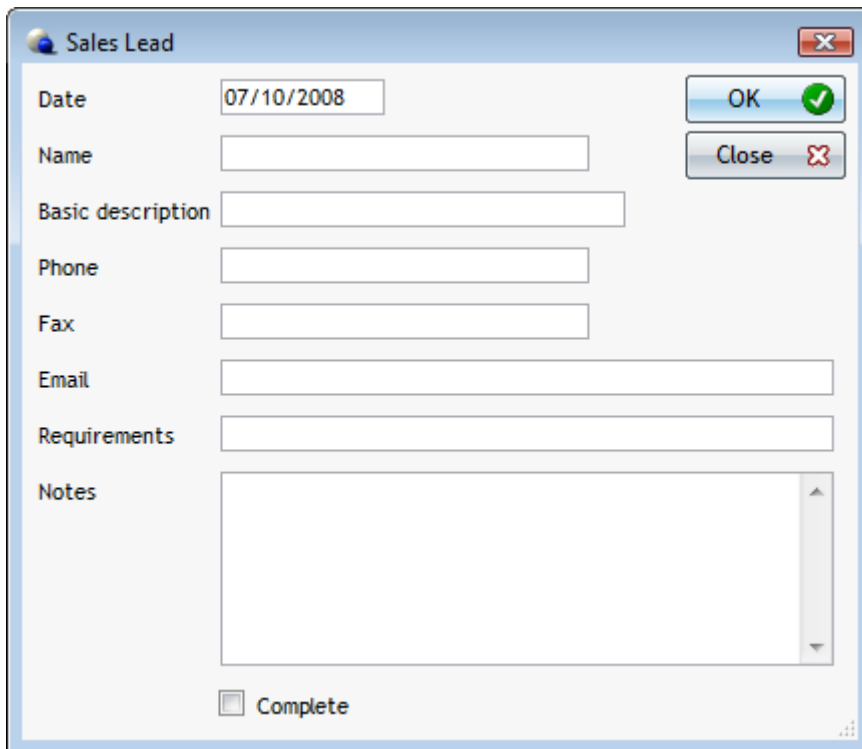 Sales Lead
Date 07/10/2008 OK
Name Close
Basic description
Phone
Fax
Email
Requirements
Notes
Complete